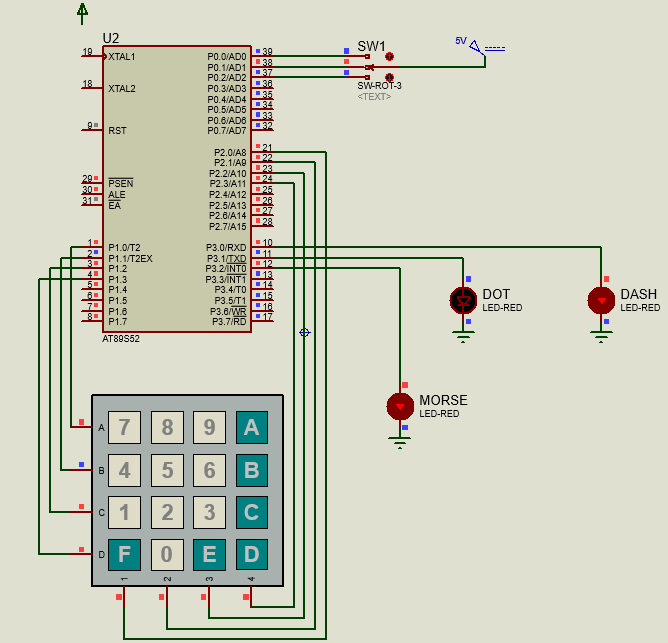 U2
19 XTAL1 P0.0/AD0 39
P0.1/AD1 38
P0.2/AD2 37
18 XTAL2 P0.3/AD3 36
P0.4/AD4 35
P0.5/AD5 34
P0.6/AD6 33
9 RST P0.7/AD7 32
P2.0/A8 21
P2.1/A9 22
P2.2/A10 23
29 PSEN P2.3/A11 24
30 ALE P2.4/A12 25
31 EA P2.5/A13 26
P2.6/A14 27
P2.7/A15 28
1 P1.0/T2 P3.0/RXD 10
2 P1.1/T2EX P3.1/TXD 11
3 P1.2 P3.2/INT0 12
4 P1.3 P3.3/INT1 13
5 P1.4 P3.4/T0 14
6 P1.5 P3.5/T1 15
7 P1.6 P3.6/WR 16
8 P1.7 P3.7/RD 17
AT89S52
SW1
SW-ROT-3
<TEXT>
5V
DOT
LED-RED
DASH
LED-RED
MORSE
LED-RED
A 7 8 9 A
B 4 5 6 B
C 1 2 3 C
D F 0 E D
1 2 3 4